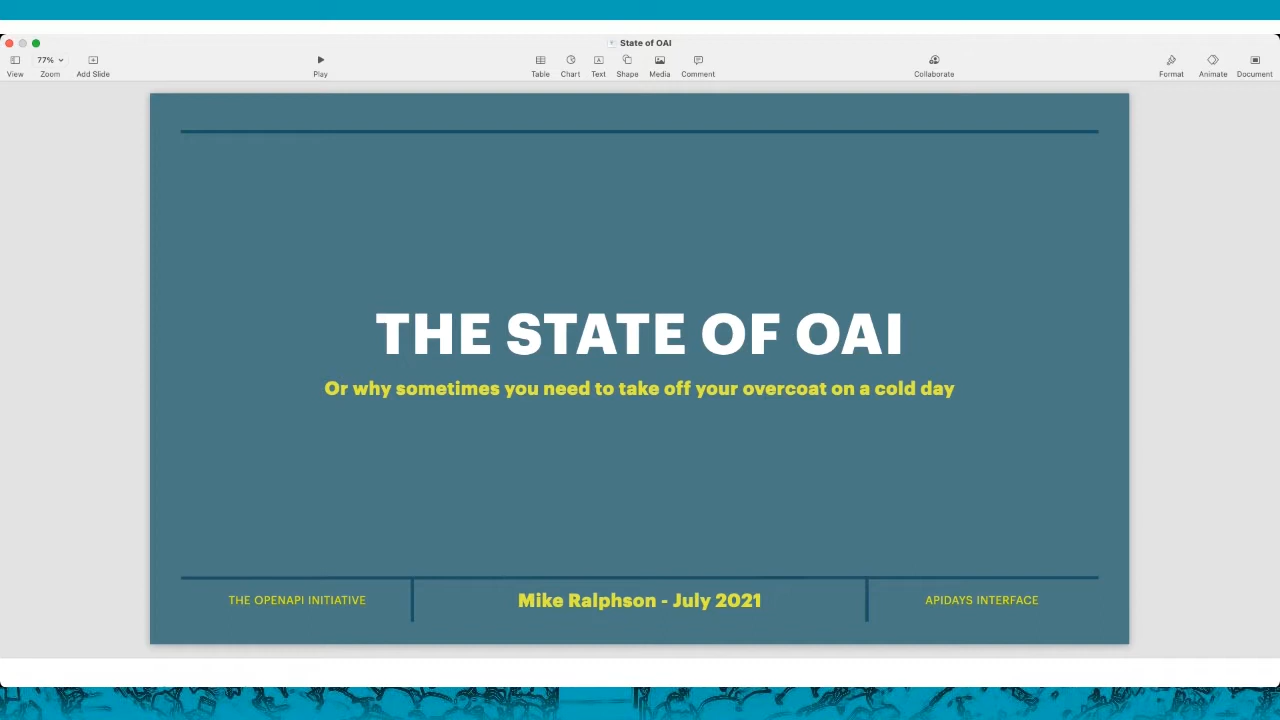 State of OAI
77%
View
Zoom
Add Slide
Play
Table
Chart
Text
Shape
Media
Comment
Collaborate
Format
Animate
Document
THE STATE OF OAI
Or why sometimes you need to take off your overcoat on a cold day
THE OPENAPI INITIATIVE
Mike Ralphson - July 2021
APIDAYS INTERFACE